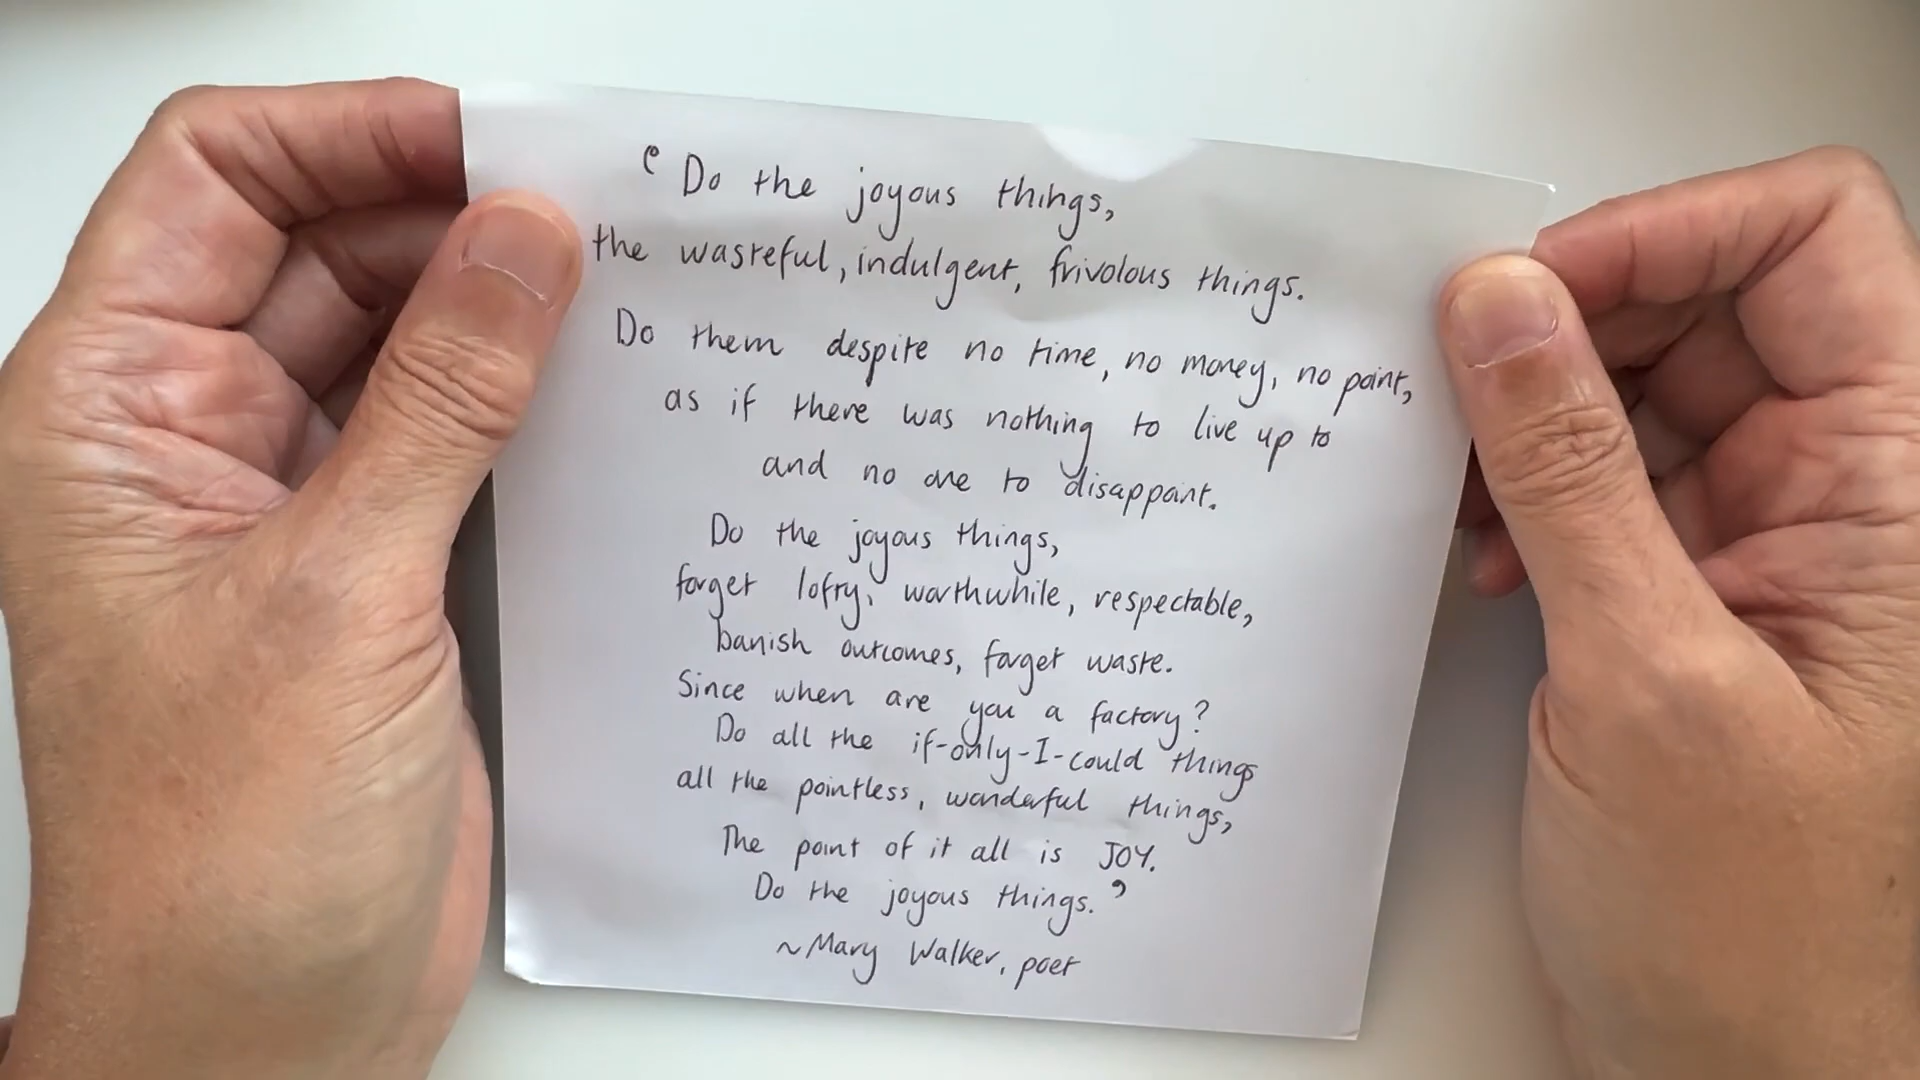 ‘Do the joyous things,
the wasteful, indulgent, frivolous things.
Do them despite no time, no money, no point,
as if there was nothing to live up to
and no one to disappoint.
Do the joyous things,
forget lofty, worthwhile, respectable,
banish outcomes, forget waste.
Since when are you a factory?
Do all the if-only-I-could things
all the pointless, wonderful things,
The point of it all is JOY.
Do the joyous things.’
~Mary Walker, poet